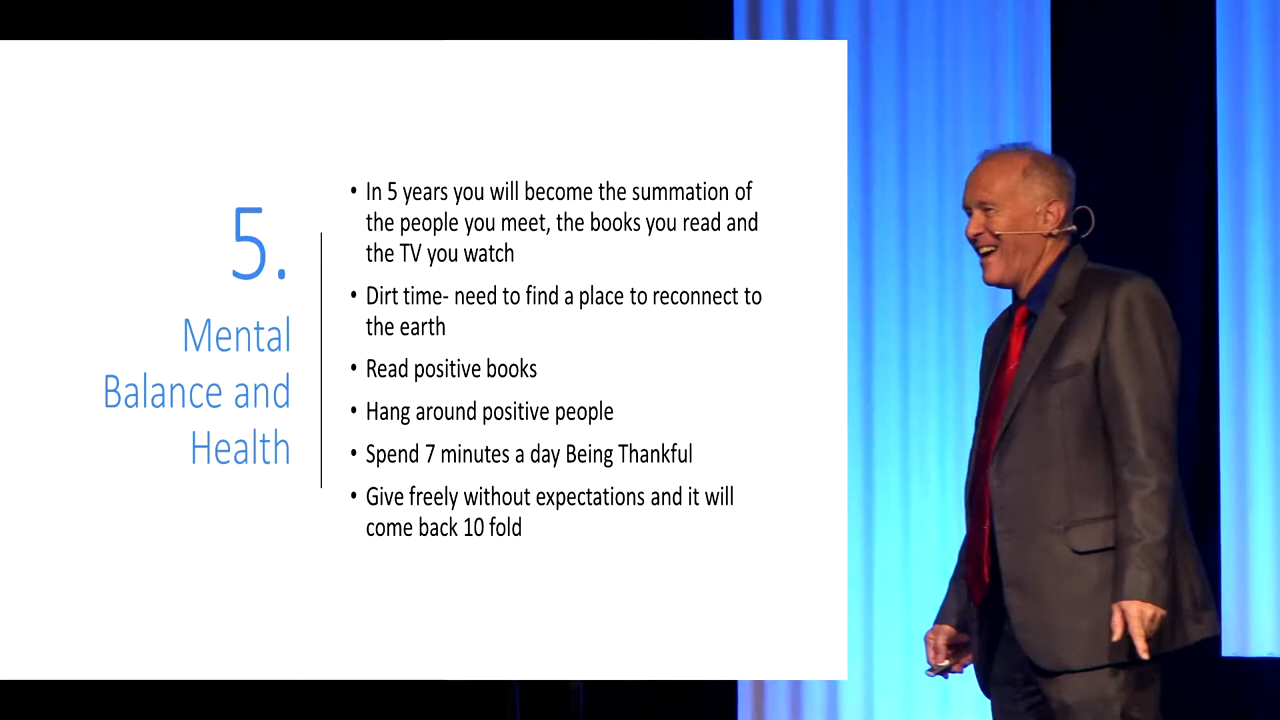 5.
Mental
Balance and
Health
• In 5 years you will become the summation of
the people you meet, the books you read and
the TV you watch
• Dirt time- need to find a place to reconnect to
the earth
• Read positive books
• Hang around positive people
• Spend 7 minutes a day Being Thankful
• Give freely without expectations and it will
come back 10 fold